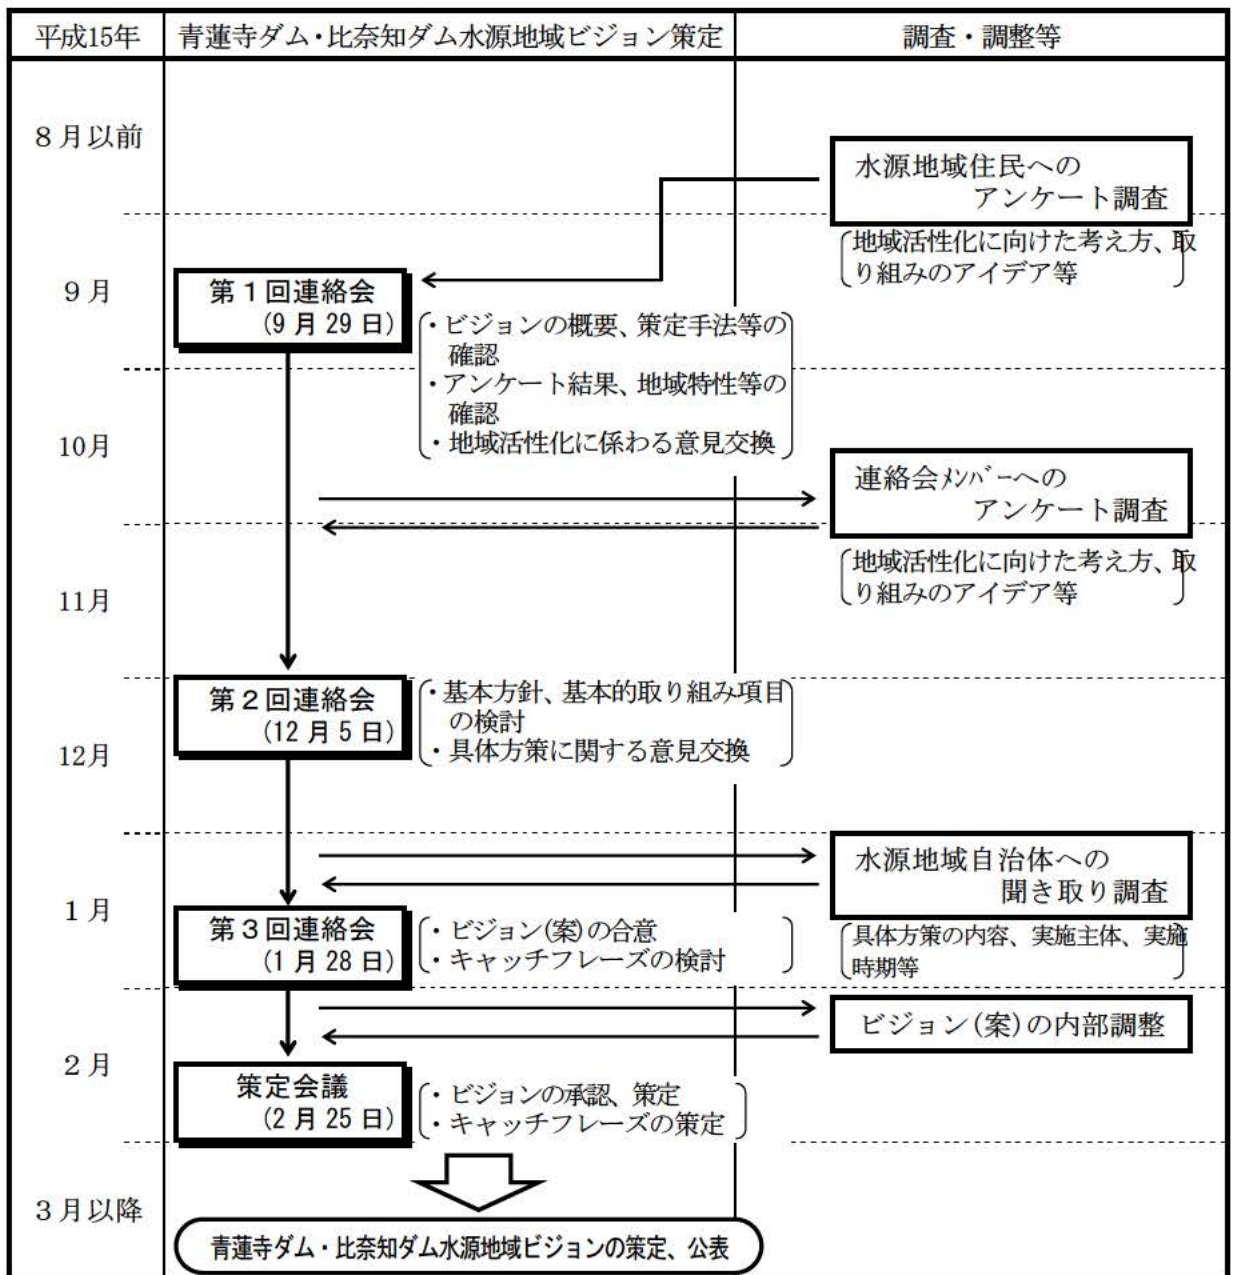 平成15年
青蓮寺ダム・比奈知ダム水源地域ビジョン策定
調査・調整等
8月以前
水源地域住民への
アンケート調査
地域活性化に向けた考え方、取
り組みのアイデア等
9月
第1回連絡会
(9月29日)
・ビジョンの概要、策定手法等の
確認
・アンケート結果、地域特性等の
確認
・地域活性化に係わる意見交換
10月
連絡会メンバーへの
アンケート調査
地域活性化に向けた考え方、取
り組みのアイデア等
11月
第2回連絡会
(12月5日)
・基本方針、基本的取り組み項目
の検討
・具体方策に関する意見交換
12月
水源地域自治体への
聞き取り調査
具体方策の内容、実施主体、実施
時期等
1月
第3回連絡会
(1月28日)
・ビジョン(案)の合意
・キャッチフレーズの検討
ビジョン(案)の内部調整
2月
策定会議
(2月25日)
・ビジョンの承認、策定
・キャッチフレーズの策定
3月以降
青蓮寺ダム・比奈知ダム水源地域ビジョンの策定、公表